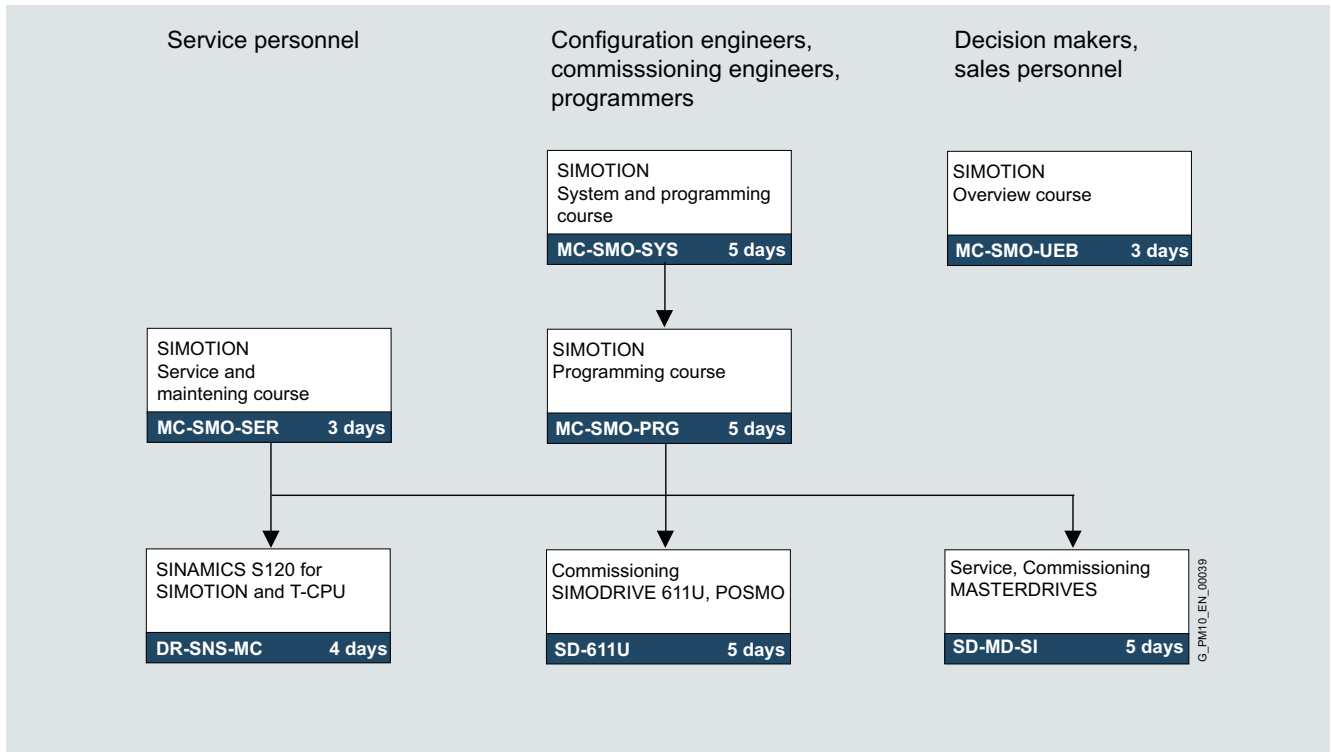 Service personnel
Configuration engineers,
commisssioning engineers,
programmers
Decision makers,
sales personnel
SIMOTION
System and programming
course
MC-SMO-SYS 5 days
SIMOTION
Overview course
MC-SMO-UEB 3 days
SIMOTION
Service and
maintening course
MC-SMO-SER 3 days
SIMOTION
Programming course
MC-SMO-PRG 5 days
SINAMICS S120 for
SIMOTION and T-CPU
DR-SNS-MC 4 days
Commissioning
SIMODRIVE 611U, POSMO
SD-611U 5 days
Service, Commissioning
MASTERDRIVES
SD-MD-SI 5 days
G_PM10_EN_00039